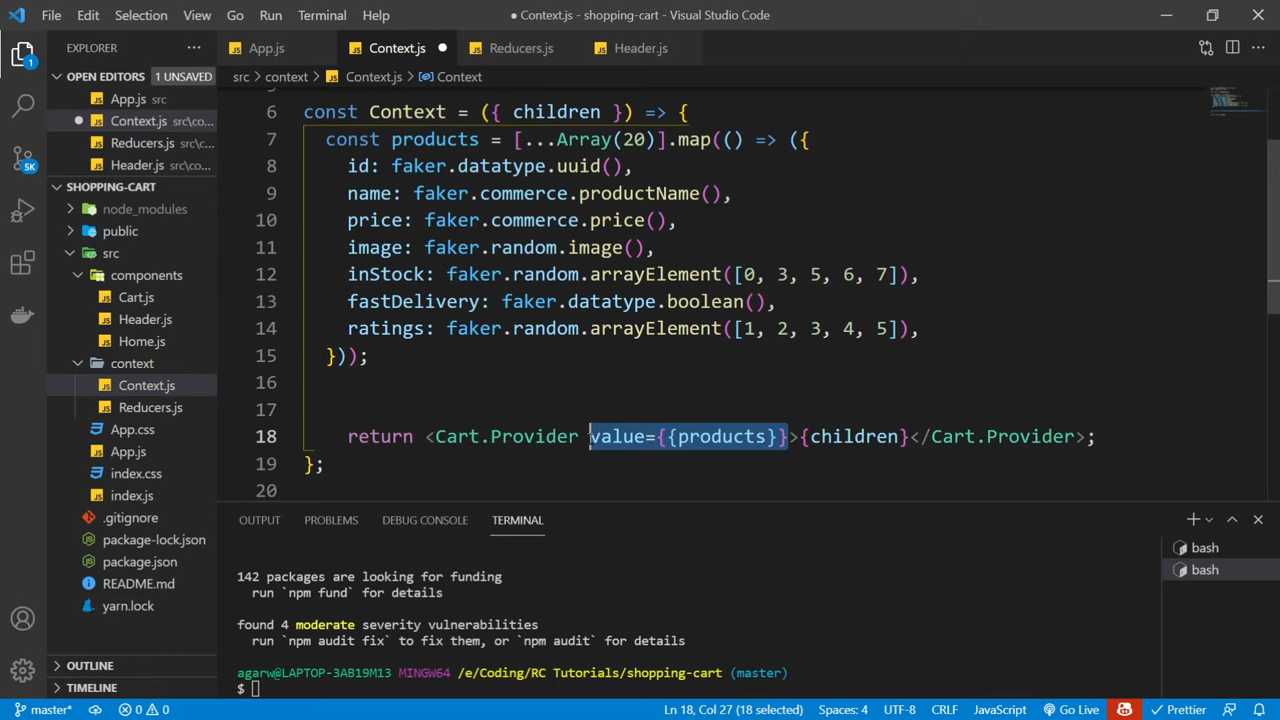 File Edit Selection View Go Run Terminal Help
● Context.js - shopping-cart - Visual Studio Code
EXPLORER
OPEN EDITORS 1 UNSAVED
App.js src
Context.js src\co...
Reducers.js src\c...
Header.js src\co...
SHOPPING-CART
node_modules
public
src
components
Cart.js
Header.js
Home.js
context
Context.js
Reducers.js
App.css
App.js
index.css
index.js
.gitignore
package-lock.json
package.json
README.md
yarn.lock
OUTLINE
TIMELINE
1
5K
App.js Context.js Reducers.js Header.js
src > context > Context.js > Context
6 const Context = ({ children }) => {
7 const products = [...Array(20)].map(() => ({
8 id: faker.datatype.uuid(),
9 name: faker.commerce.productName(),
10 price: faker.commerce.price(),
11 image: faker.random.image(),
12 inStock: faker.random.arrayElement([0, 3, 5, 6, 7]),
13 fastDelivery: faker.datatype.boolean(),
14 ratings: faker.random.arrayElement([1, 2, 3, 4, 5]),
15 }));
16
17
18 return <Cart.Provider value={{products}}>{children}</Cart.Provider>;
19 };
20
OUTPUT PROBLEMS DEBUG CONSOLE TERMINAL
142 packages are looking for funding
run `npm fund` for details
found 4 moderate severity vulnerabilities
run `npm audit fix` to fix them, or `npm audit` for details
agarw@LAPTOP-3AB19M13 MINGW64 /e/Coding/RC Tutorials/shopping-cart (master)
$
bash
bash
master* 0 0 Ln 18, Col 27 (18 selected) Spaces: 4 UTF-8 CRLF JavaScript Go Live Prettier